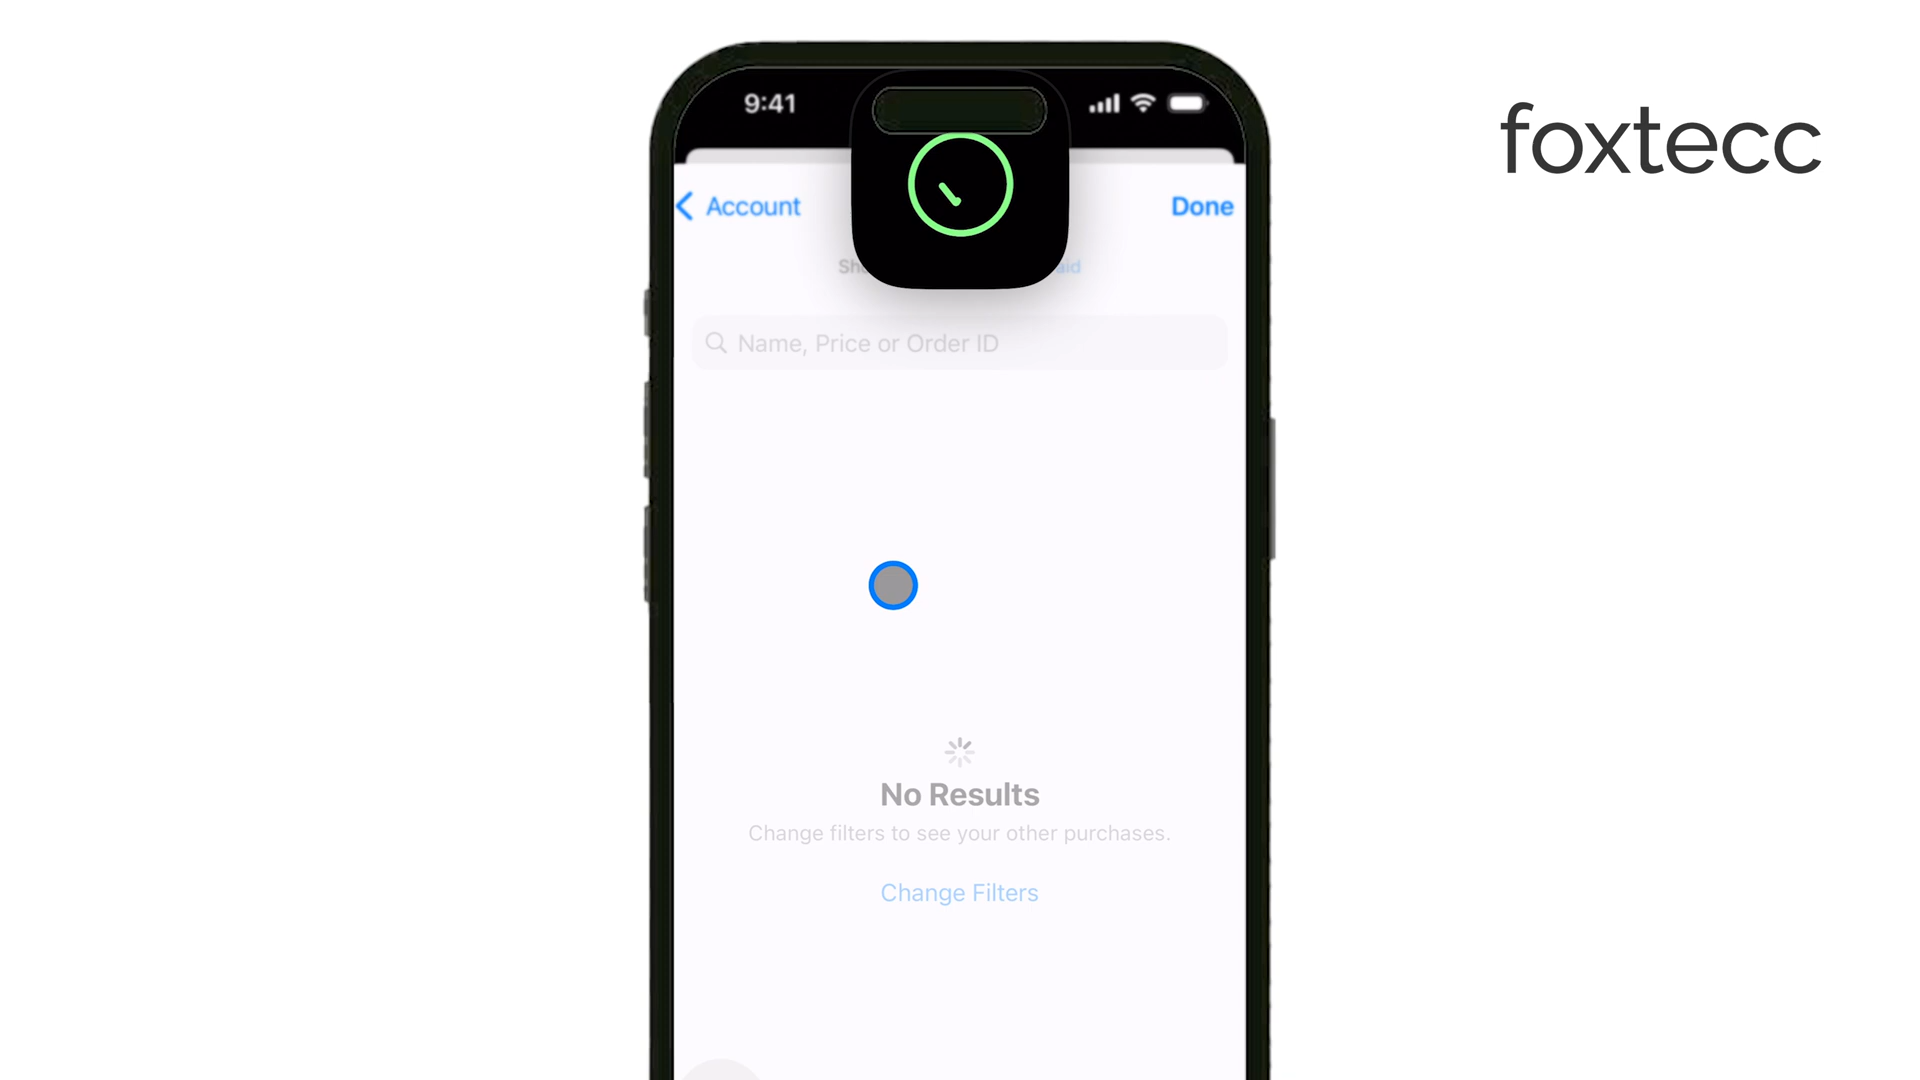 9:41
foxtecc
Account
Done
Name, Price or Order ID
No Results
Change filters to see your other purchases.
Change Filters